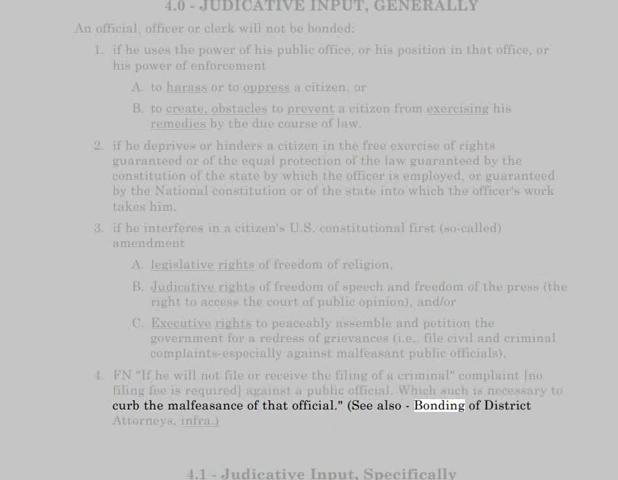 4.0 - JUDICATIVE INPUT, GENERALLY
An official, officer or clerk will not be bonded:
1. if he uses the power of his public office, or his position in that office, or
his power of enforcement
A. to harass or to oppress a citizen, or
B. to create, obstacles to prevent a citizen from exercising his
remedies by the due course of law.
2. if he deprives or hinders a citizen in the free exercise of rights
guaranteed or of the equal protection of the law guaranteed by the
constitution of the state by which the officer is employed, or guaranteed
by the National constitution or of the state into which the officer's work
takes him.
3. if he interferes in a citizen's U.S. constitutional first (so-called)
amendment
A. legislative rights of freedom of religion,
B. Judicative rights of freedom of speech and freedom of the press (the
right to access the court of public opinion), and/or
C. Executive rights to peaceably assemble and petition the
government for a redress of grievances (i.e., file civil and criminal
complaints-especially against malfeasant public officials).
4. FN "If he will not file or receive the filing of a criminal" complaint [no
filing fee is required] against a public official. Which such is necessary to
curb the malfeasance of that official." (See also - Bonding of District
Attorneys, infra.)
4.1 - Judicative Input, Specifically